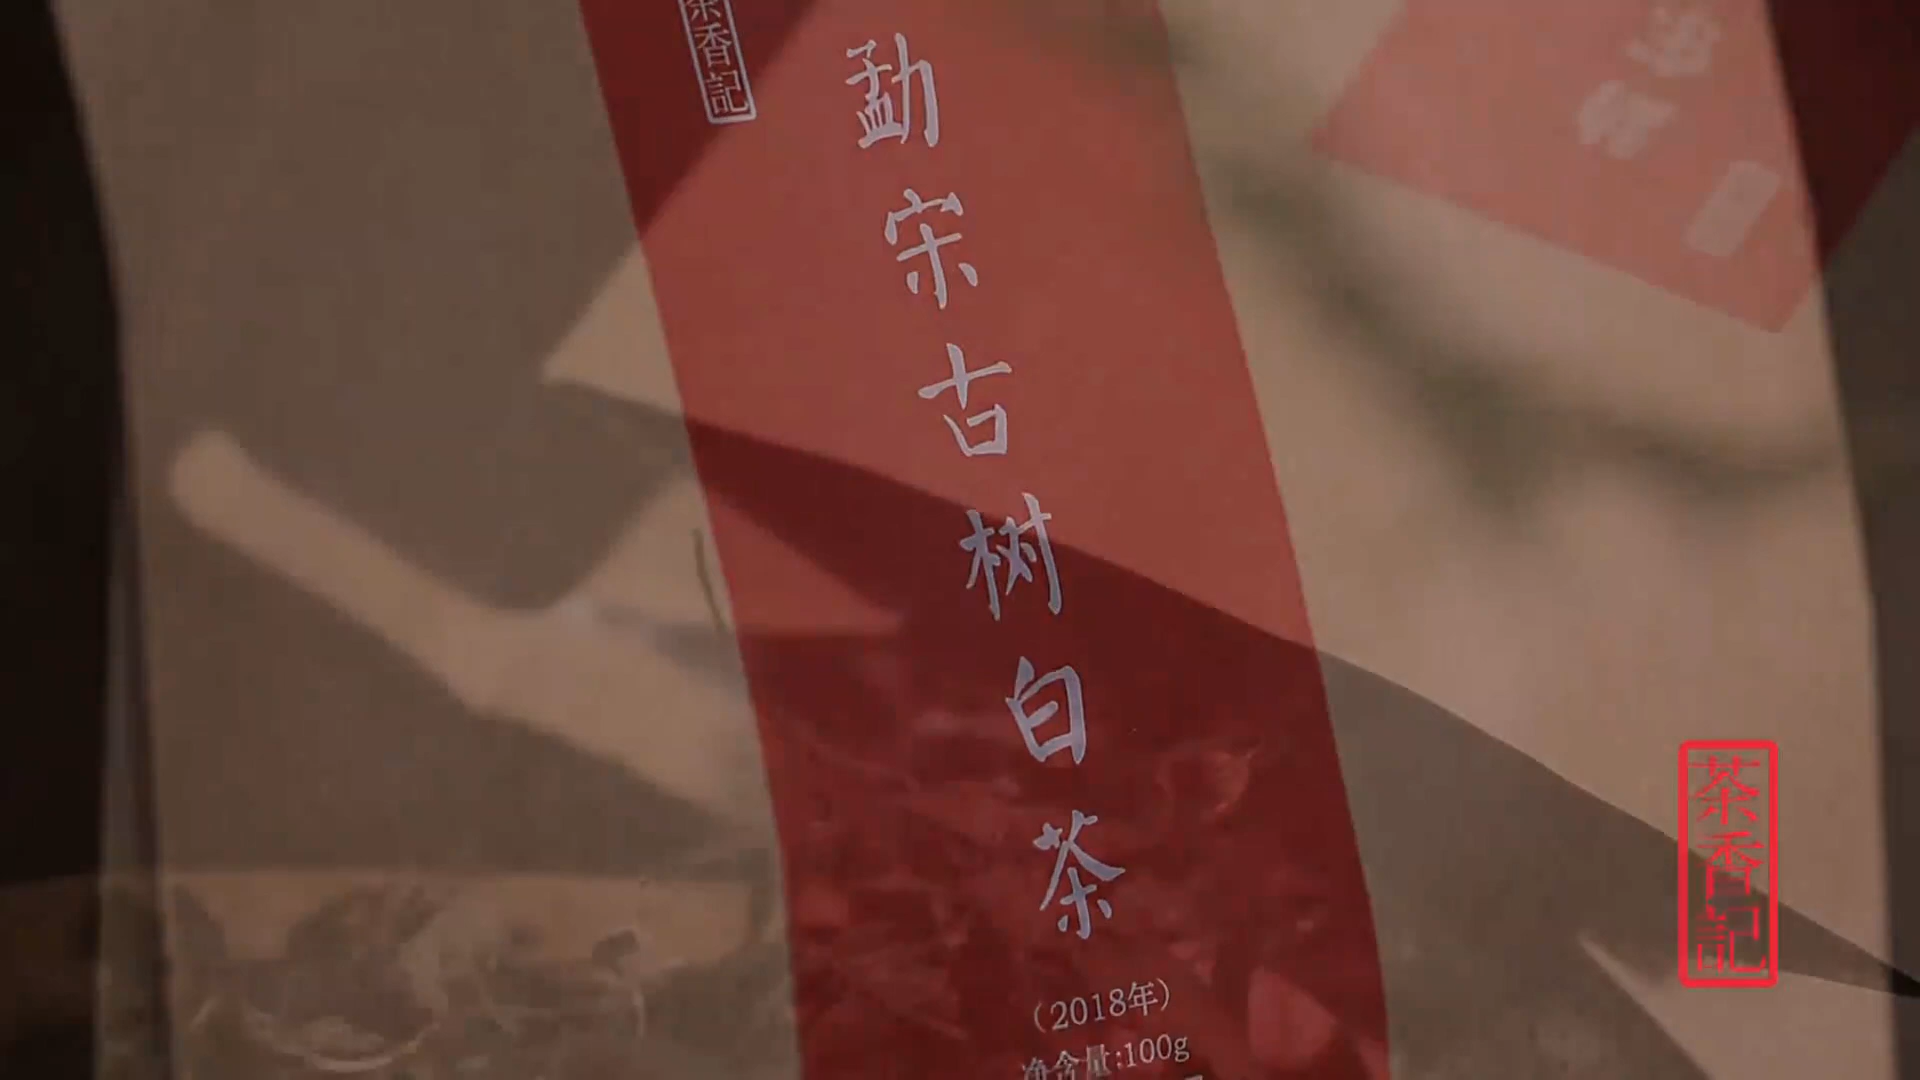 茶香記
勐宋古树白茶
（2018年）
净含量:100g
茶香記